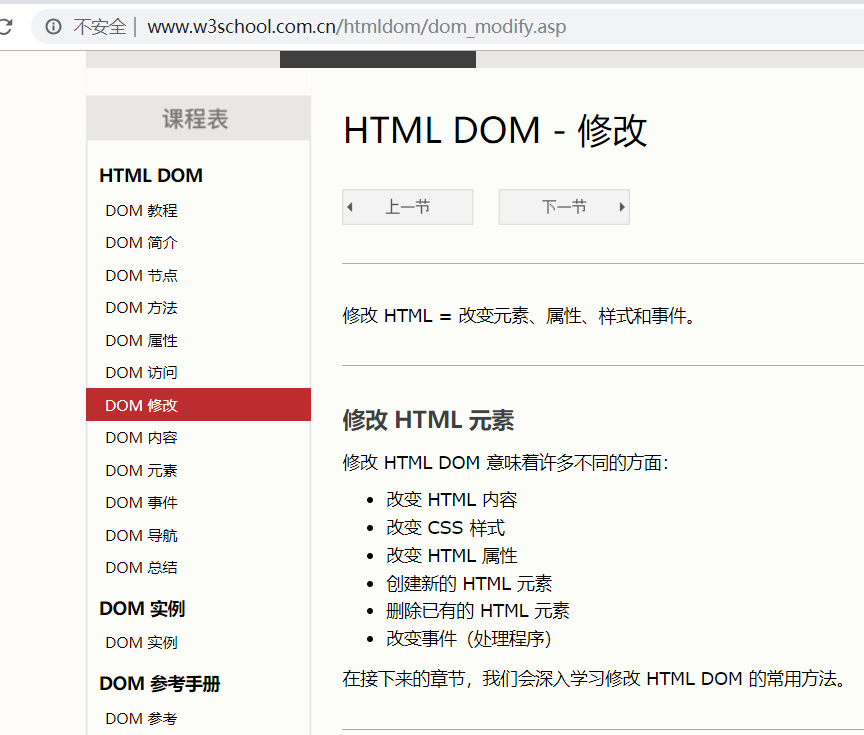 不安全 | www.w3school.com.cn/htmldom/dom_modify.asp
课程表
HTML DOM
DOM 教程
DOM 简介
DOM 节点
DOM 方法
DOM 属性
DOM 访问
DOM 修改
DOM 内容
DOM 元素
DOM 事件
DOM 导航
DOM 总结
DOM 实例
DOM 实例
DOM 参考手册
DOM 参考
HTML DOM - 修改
上一节
下一节
修改 HTML = 改变元素、属性、样式和事件。
修改 HTML 元素
修改 HTML DOM 意味着许多不同的方面：
• 改变 HTML 内容
• 改变 CSS 样式
• 改变 HTML 属性
• 创建新的 HTML 元素
• 删除已有的 HTML 元素
• 改变事件（处理程序）
在接下来的章节，我们会深入学习修改 HTML DOM 的常用方法。